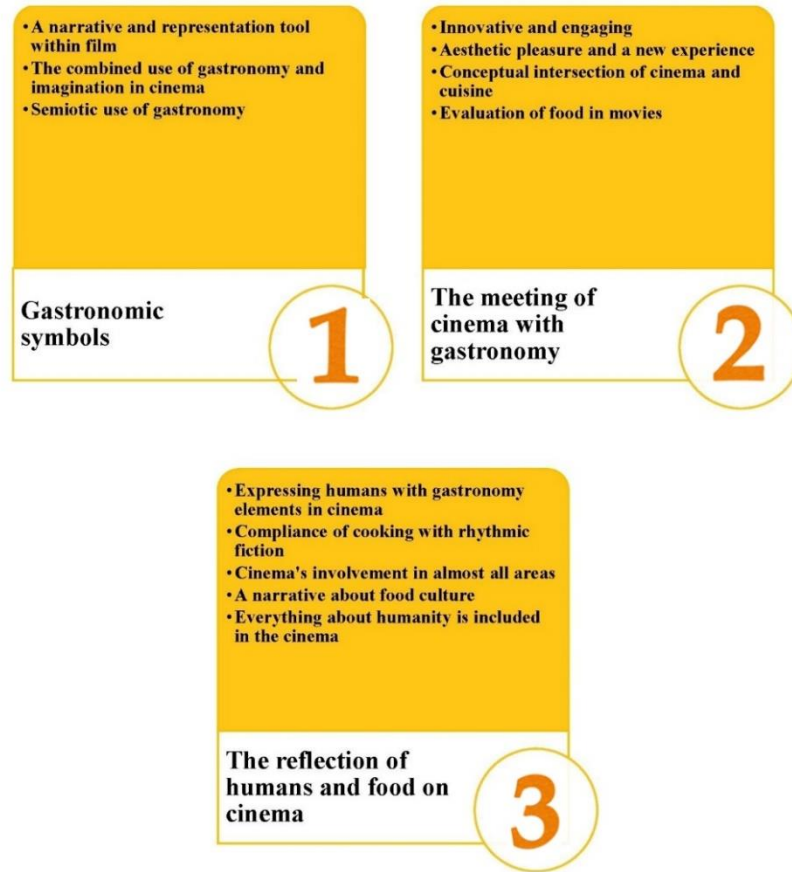 • A narrative and representation tool
within film
• The combined use of gastronomy and
imagination in cinema
• Semiotic use of gastronomy
Gastronomic
symbols
1
• Innovative and engaging
• Aesthetic pleasure and a new experience
• Conceptual intersection of cinema and
cuisine
• Evaluation of food in movies
The meeting of
cinema with
gastronomy
2
• Expressing humans with gastronomy
elements in cinema
• Compliance of cooking with rhythmic
fiction
• Cinema's involvement in almost all areas
• A narrative about food culture
• Everything about humanity is included
in the cinema
The reflection of
humans and food on
cinema
3